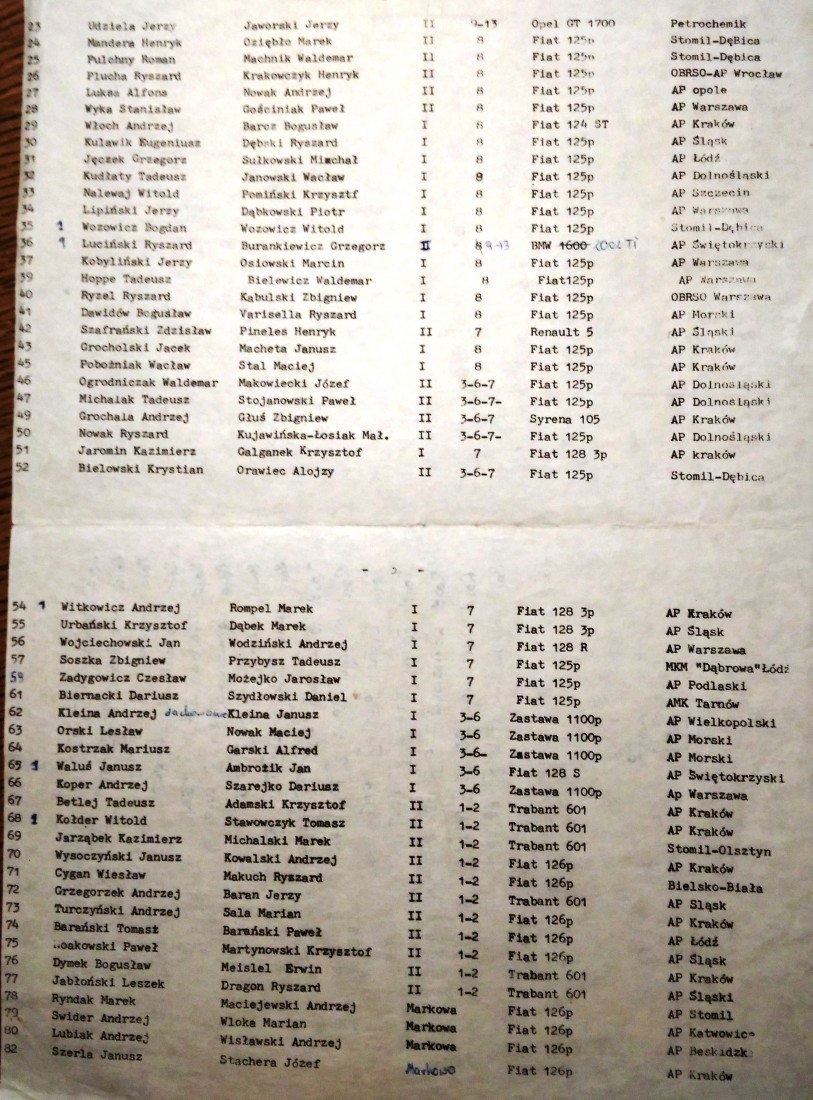 23 Udziela Jerzy Jaworski Jerzy II 9-13 Opel GT 1700 Petrochemik
24 Mandera Henryk Oziębło Marek II 8 Fiat 125p Stomil-DęBica
25 Pulchny Roman Machnik Waldemar II 8 Fiat 125p Stomil-Dębica
26 Plucha Ryszard Krakowczyk Henryk II 8 Fiat 125p OBRSO-AP Wrocław
27 Luksa Alfons Nowak Andrzej II 8 Fiat 125p AP opole
28 Wyka Stanisław Gościniak Paweł II 8 Fiat 125p AP Warszawa
29 Włoch Andrzej Barcz Bogusław I 8 Fiat 124 ST AP Kraków
30 Kulawik Eugeniusz Dębski Ryszard I 8 Fiat 125p AP Śląsk
31 Jęczek Grzegorz Sułkowski Michał I 8 Fiat 125p AP Łódź
32 Kudłaty Tadeusz Janowski Wacław I 8 Fiat 125p AP Dolnośląski
33 Nalewaj Witold Pomiński Krzysztf I 8 Fiat 125p AP Szczecin
34 Lipiński Jerzy Dąbkowski Piotr I 8 Fiat 125p AP Warszawa
35 1 Wozowicz Bogdan Wozowicz Witold I 8 Fiat 125p Stomil-Dębica
36 1 Luciński Ryszard Burankiewicz Grzegorz II 8 9-13 BMW 1600 2002 Ti AP Świętokrzyski
37 Kobyliński Jerzy Osiowski Marcin I 8 Fiat 125p AP Warszawa
39 Hoppe Tadeusz Bielewicz Waldemar I 8 Fiat125p AP Warszawa
40 Ryzel Ryszard Kabulski Zbigniew I 8 Fiat 125p OBRSO Warszawa
41 Dawidów Bogusław Varisella Ryszard I 8 Fiat 125p AP Morski
42 Szafrański Zdzisław Pineles Henryk II 7 Renault 5 AP Śląski
43 Grocholski Jacek Macheta Janusz I 8 Fiat 125p AP Kraków
45 Pobożniak Wacław Stal Maciej I 8 Fiat 125p AP Kraków
46 Ogrodniczak Waldemar Makowiecki Józef II 3-6-7 Fiat 125p AP Dolnośląski
47 Michalak Tadeusz Stojanowski Paweł II 3-6-7- Fiat 125p AP Dolnośląski
49 Grochala Andrzej Głuś Zbigniew II 3-6-7 Syrena 105 AP Kraków
50 Nowak Ryszard Kujawińska-Łosiak Mał. II 3-6-7- Fiat 125p AP Dolnośląski
51 Jaromin Kazimierz Galganek Krzysztof I 7 Fiat 128 3p AP kraków
52 Bielowski Krystian Orawiec Alojzy II 3-6-7 Fiat 125p Stomil-Dębica
54 1 Witkowicz Andrzej Rompel Marek I 7 Fiat 128 3p AP Kraków
55 Urbański Krzysztof Dąbek Marek I 7 Fiat 128 3p AP Śląsk
56 Wojciechowski Jan Wodziński Andrzej I 7 Fiat 128 R AP Warszawa
57 Soszka Zbigniew Przybysz Tadeusz I 7 Fiat 125p MKM "Dąbrowa"Łódź
59 Zadygowicz Czesław Możejko Jarosław I 7 Fiat 125p AP Podlaski
61 Biernacki Dariusz Szydłowski Daniel I 7 Fiat 125p AMK Tarnów
62 Kleina Andrzej Kleina Janusz I 3-6 Zastawa 1100p AP Wielkopolski
63 Orski Lesław Nowak Maciej I 3-6 Zastawa 1100p AP Morski
64 Kostrzak Mariusz Garski Alfred I 3-6- Zastawa 1100p AP Morski
65 1 Waluś Janusz Ambrożik Jan I 3-6 Fiat 128 S AP Świętokrzyski
66 Koper Andrzej Szarejko Dariusz I 3-6 Zastawa 1100p Ap Warszawa
67 Betlej Tadeusz Adamski Krzysztof II 1-2 Trabant 601 AP Kraków
68 1 Kołder Witold Stawowczyk Tomasz II 1-2 Trabant 601 AP Kraków
69 Jarząbek Kazimierz Michalski Marek II 1-2 Trabant 601 Stomil-Olsztyn
70 Wysoczyński Janusz Kowalski Andrzej II 1-2 Fiat 126p AP Kraków
71 Cygan Wiesław Makuch Ryszard II 1-2 Fiat 126p Bielsko-Biała
72 Grzegorzek Andrzej Baran Jerzy II 1-2 Trabant 601 AP Śląsk
73 Turczyński Andrzej Sala Marian II 1-2 Fiat 126p AP Kraków
74 Barański Tomasz Barański Paweł II 1-2 Fiat 126p AP Łódź
75 Paweł Martynowski Krzysztof II 1-2 Fiat 126p AP Śląsk
76 Dymek Bogusław Meislel Erwin II 1-2 Trabant 601 AP Kraków
77 Jabłoński Leszek Dragon Ryszard II 1-2 Trabant 601 AP Śląski
78 Ryndak Marek Maciejewski Andrzej Markowa Fiat 126p AP Stomil
79 Swider Andrzej Wloka Marian Markowa Fiat 126p AP Katwowice
80 Lubiak Andrzej Wisławski Andrzej Markowa Fiat 126p AP Beskidzki
82 Szerla Janusz Stachera Józef Markowa Fiat 126p AP Kraków